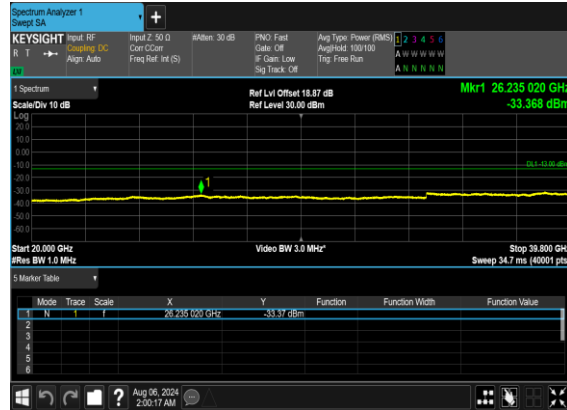 Spectrum Analyzer 1
Swept SA
+
KEYSIGHT Input: RF Input Z: 50 Ω #Atten: 30 dB PNO: Fast Avg Type: Power (RMS) 1 2 3 4 5 6
R T Coupling: DC Corr CCorr Gate: Off Avg|Hold: 100/100 A W W W W W
Align: Auto Freq Ref: Int (S) IF Gain: Low Trig: Free Run
Sig Track: Off A N N N N N
1 Spectrum Ref Lvl Offset 18.87 dB Mkr1 26.235 020 GHz
Scale/Div 10 dB Ref Level 30.00 dBm -33.368 dBm
Log
20.0
10.0
0.00
-10.0 DL1 -13.00 dBm
-20.0
-30.0 1
-40.0
-50.0
-60.0
Start 20.000 GHz Video BW 3.0 MHz* Stop 39.800 GHz
#Res BW 1.0 MHz Sweep 34.7 ms (40001 pts)
5 Marker Table
Mode Trace Scale X Y Function Function Width Function Value
1 N 1 f 26.235 020 GHz -33.37 dBm
2
3
4
5
6
? Aug 06, 2024
2:00:17 AM